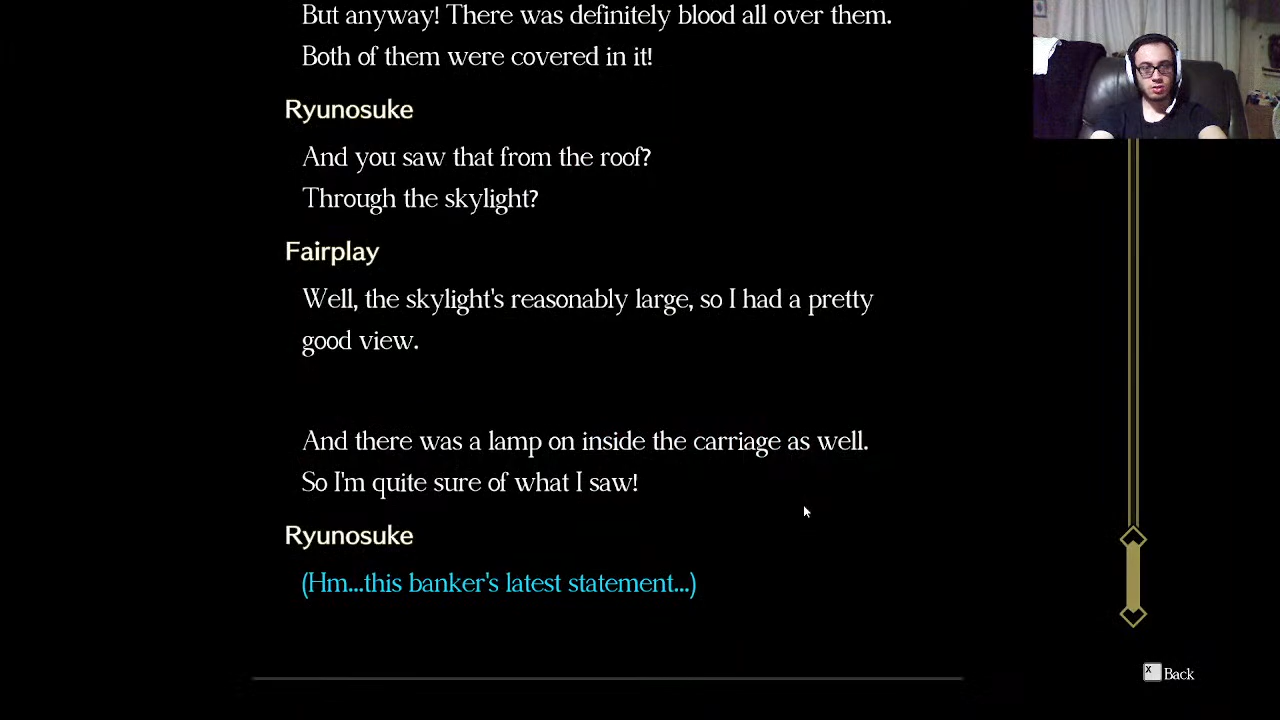 But anyway! There was definitely blood all over them.
Both of them were covered in it!
Ryunosuke
And you saw that from the roof?
Through the skylight?
Fairplay
Well, the skylight's reasonably large, so I had a pretty
good view.
And there was a lamp on inside the carriage as well.
So I'm quite sure of what I saw!
Ryunosuke
(Hm...this banker's latest statement...)
X Back